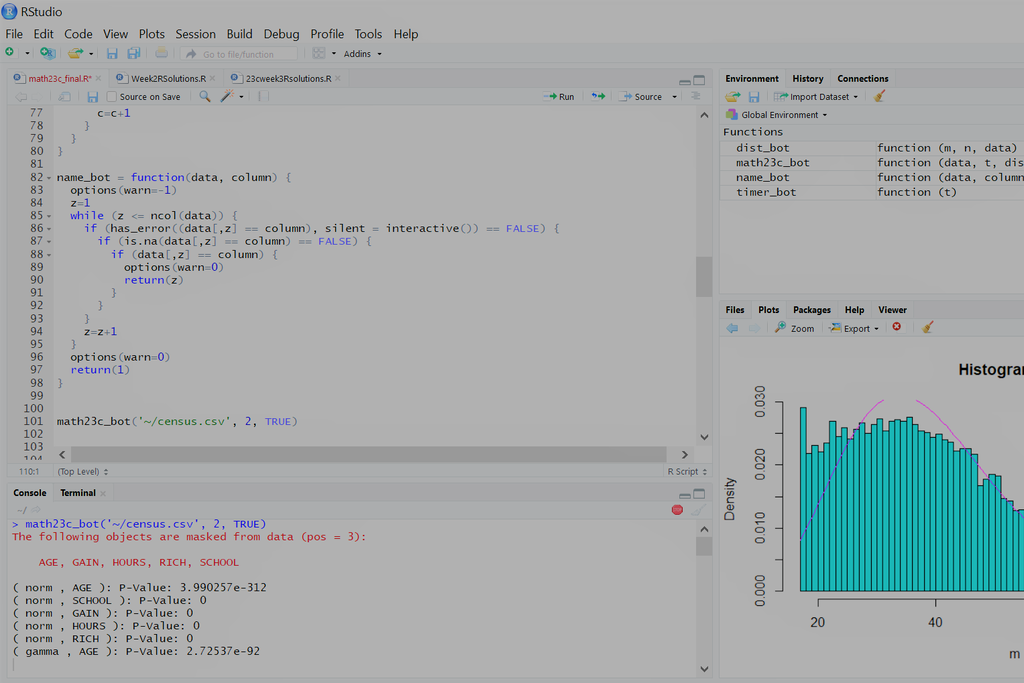 RStudio
File Edit Code View Plots Session Build Debug Profile Tools Help
Go to file/function Addins
math23c_final.R* Week2RSolutions.R 23cweek3Rsolutions.R
Source on Save Run Source
77 c=c+1
78 }
79 }
80 }
81
82 name_bot = function(data, column) {
83 options(warn=-1)
84 z=1
85 while (z <= ncol(data)) {
86 if (has_error((data[,z] == column), silent = interactive()) == FALSE) {
87 if (is.na(data[,z] == column) == FALSE) {
88 if (data[,z] == column) {
89 options(warn=0)
90 return(z)
91 }
92 }
93 }
94 z=z+1
95 }
96 options(warn=0)
97 return(1)
98 }
99
100
101 math23c_bot('~/census.csv', 2, TRUE)
102
103
110:1 (Top Level) R Script
Console Terminal
~/
> math23c_bot('~/census.csv', 2, TRUE)
The following objects are masked from data (pos = 3):
AGE, GAIN, HOURS, RICH, SCHOOL
( norm , AGE ): P-Value: 3.990257e-312
( norm , SCHOOL ): P-Value: 0
( norm , GAIN ): P-Value: 0
( norm , HOURS ): P-Value: 0
( norm , RICH ): P-Value: 0
( gamma , AGE ): P-Value: 2.72537e-92
Environment History Connections
Import Dataset
Global Environment
Functions
dist_bot function (m, n, data)
math23c_bot function (data, t, dis
name_bot function (data, column
timer_bot function (t)
Files Plots Packages Help Viewer
Zoom Export
Histogra
Density
0.030
0.020
0.010
0.000
20 40
m